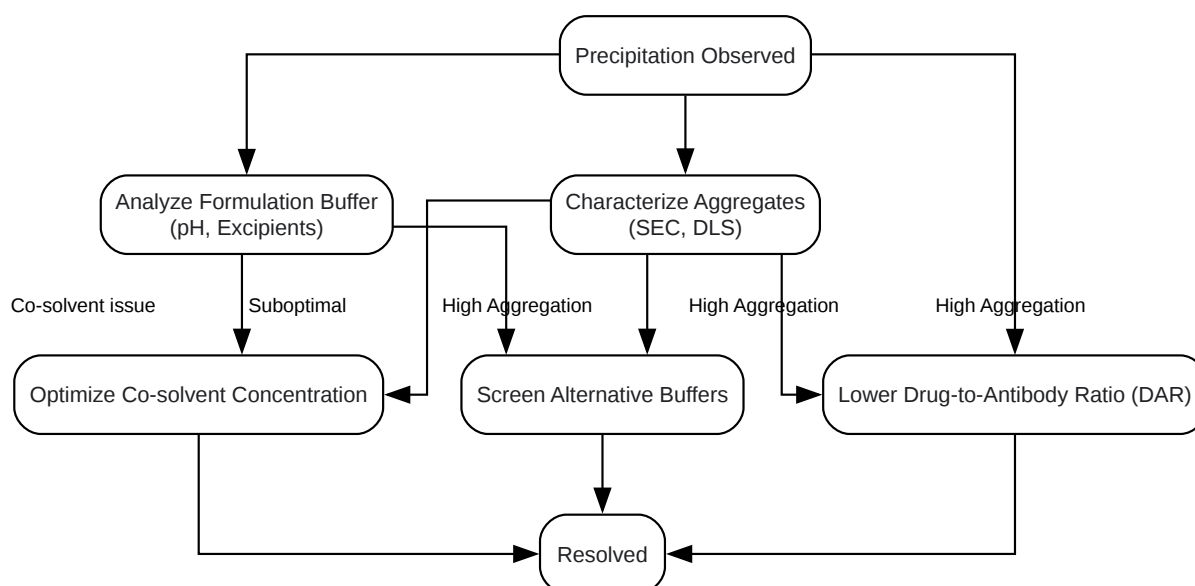 Precipitation Observed
Analyze Formulation Buffer
(pH, Excipients)
Characterize Aggregates
(SEC, DLS)
Co-solvent issue
Suboptimal
High Aggregation
High Aggregation
High Aggregation
Optimize Co-solvent Concentration
Screen Alternative Buffers
Lower Drug-to-Antibody Ratio (DAR)
Resolved